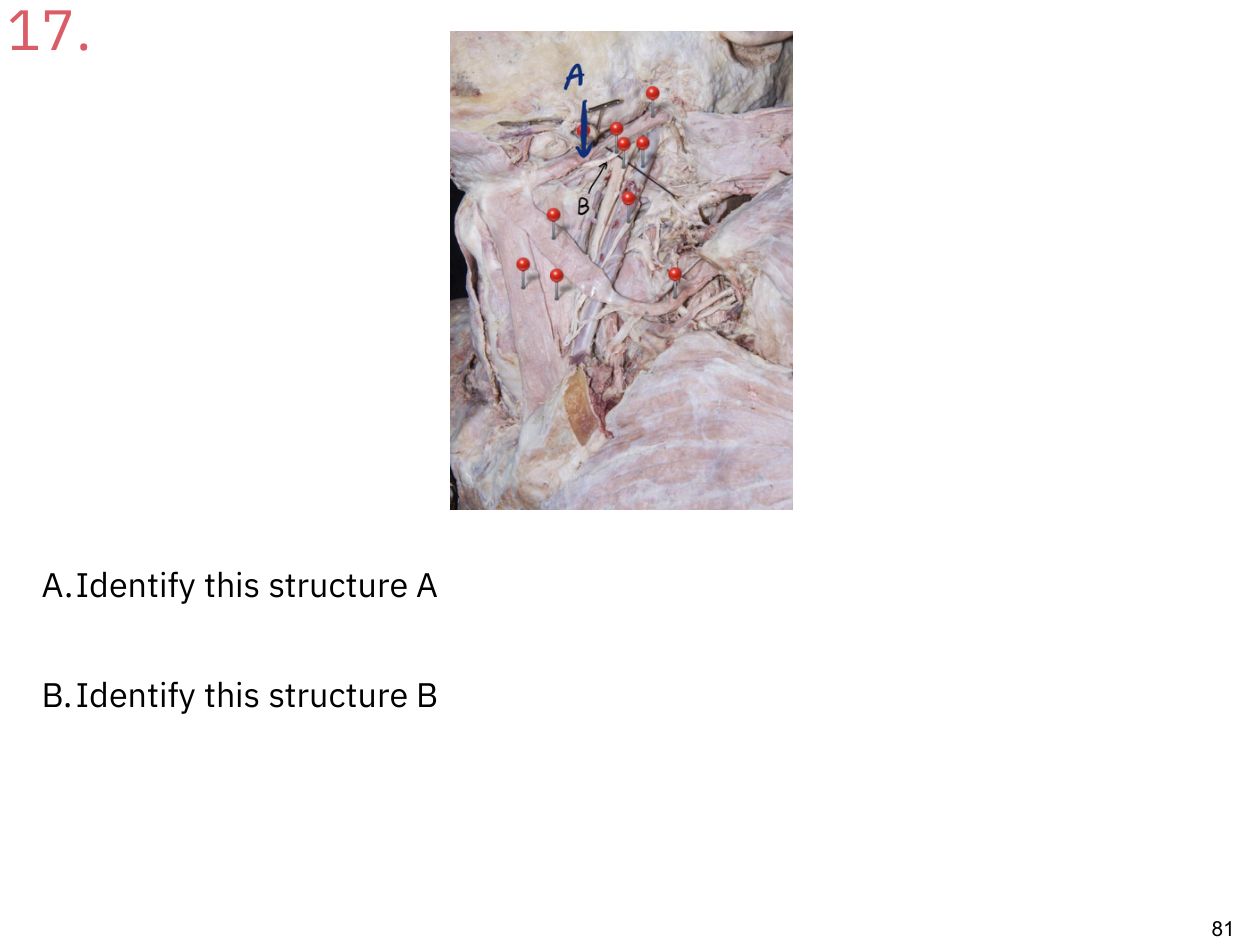 17.
A
B
A. Identify this structure A
B. Identify this structure B
81